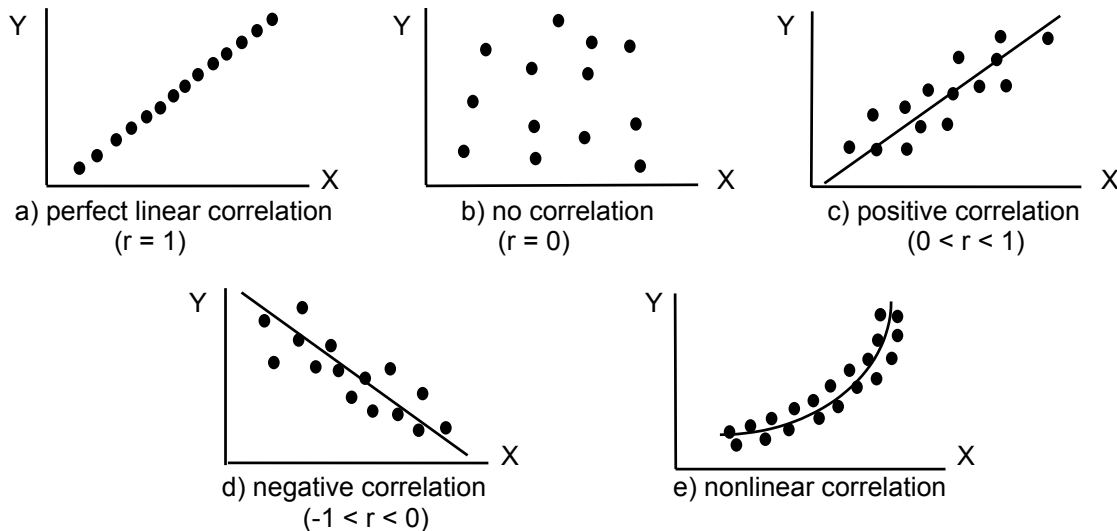 Y
X
a) perfect linear correlation
(r = 1)
Y
X
b) no correlation
(r = 0)
Y
X
c) positive correlation
(0 < r < 1)
Y
X
d) negative correlation
(-1 < r < 0)
Y
X
e) nonlinear correlation